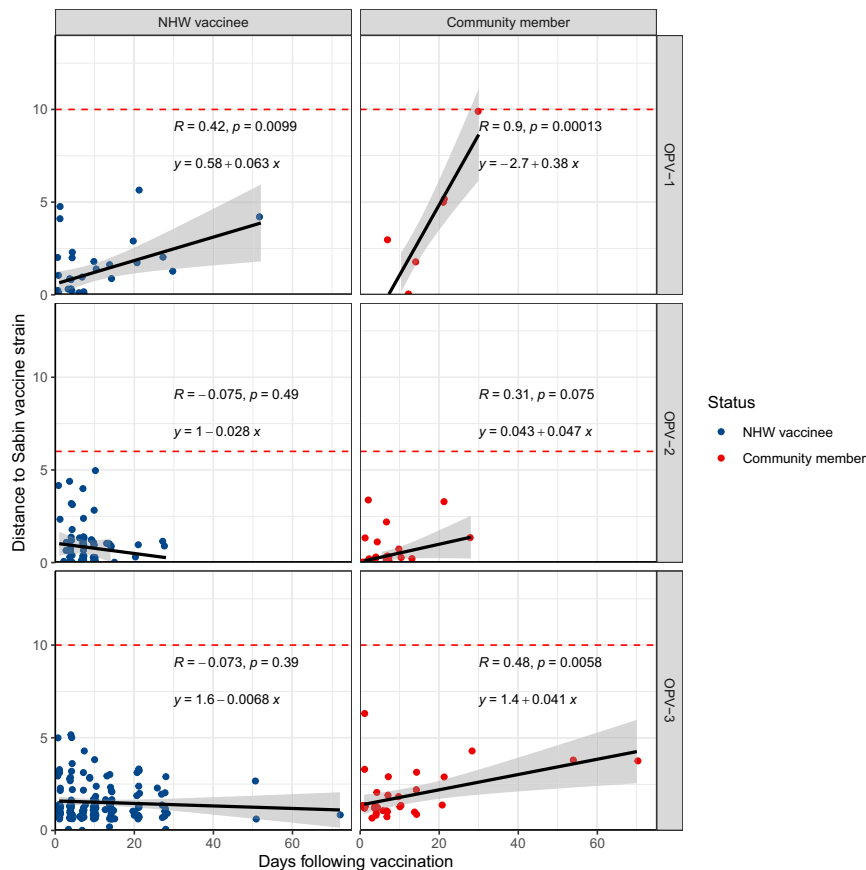 NHW vaccinee
Community member
10
5
0
R = 0.42, p = 0.0099
y = 0.58 + 0.063 x
R = 0.9, p = 0.00013
y = −2.7 + 0.38 x
OPV−1
10
5
0
R = −0.075, p = 0.49
y = 1 − 0.028 x
R = 0.31, p = 0.075
y = 0.043 + 0.047 x
OPV−2
Distance to Sabin vaccine strain
Status
NHW vaccinee
Community member
10
5
0
R = −0.073, p = 0.39
y = 1.6 − 0.0068 x
R = 0.48, p = 0.0058
y = 1.4 + 0.041 x
OPV−3
0 20 40 60 0 20 40 60
Days following vaccination